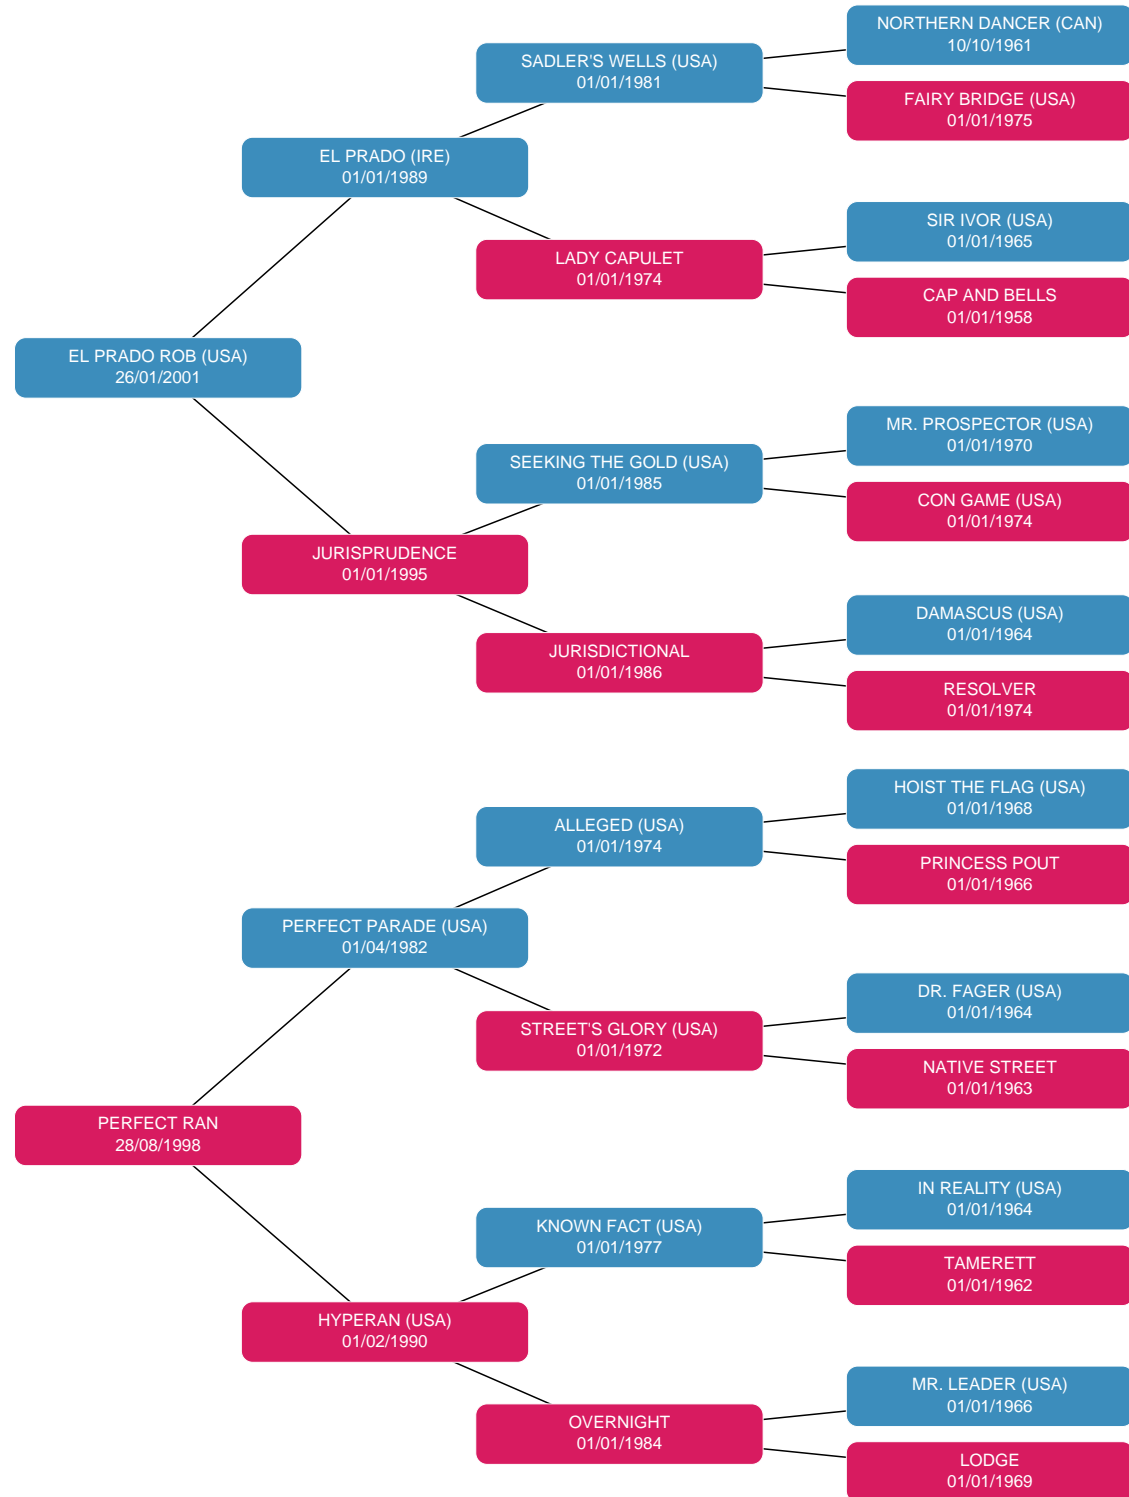 NORTHERN DANCER (CAN)
10/10/1961
SADLER'S WELLS (USA)
01/01/1981
FAIRY BRIDGE (USA)
01/01/1975
EL PRADO (IRE)
01/01/1989
SIR IVOR (USA)
01/01/1965
LADY CAPULET
01/01/1974
CAP AND BELLS
01/01/1958
EL PRADO ROB (USA)
26/01/2001
MR. PROSPECTOR (USA)
01/01/1970
SEEKING THE GOLD (USA)
01/01/1985
CON GAME (USA)
01/01/1974
JURISPRUDENCE
01/01/1995
DAMASCUS (USA)
01/01/1964
JURISDICTIONAL
01/01/1986
RESOLVER
01/01/1974
HOIST THE FLAG (USA)
01/01/1968
ALLEGED (USA)
01/01/1974
PRINCESS POUT
01/01/1966
PERFECT PARADE (USA)
01/04/1982
DR. FAGER (USA)
01/01/1964
STREET'S GLORY (USA)
01/01/1972
NATIVE STREET
01/01/1963
PERFECT RAN
28/08/1998
IN REALITY (USA)
01/01/1964
KNOWN FACT (USA)
01/01/1977
TAMERETT
01/01/1962
HYPERAN (USA)
01/02/1990
MR. LEADER (USA)
01/01/1966
OVERNIGHT
01/01/1984
LODGE
01/01/1969